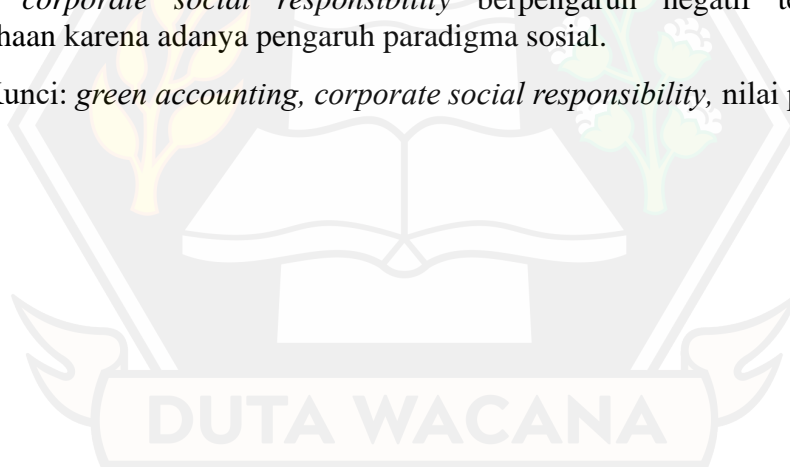 corporate social responsibility berpengaruh negatif
haan karena adanya pengaruh paradigma sosial.
unci: green accounting, corporate social responsibility, nilai
DUTA WACANA